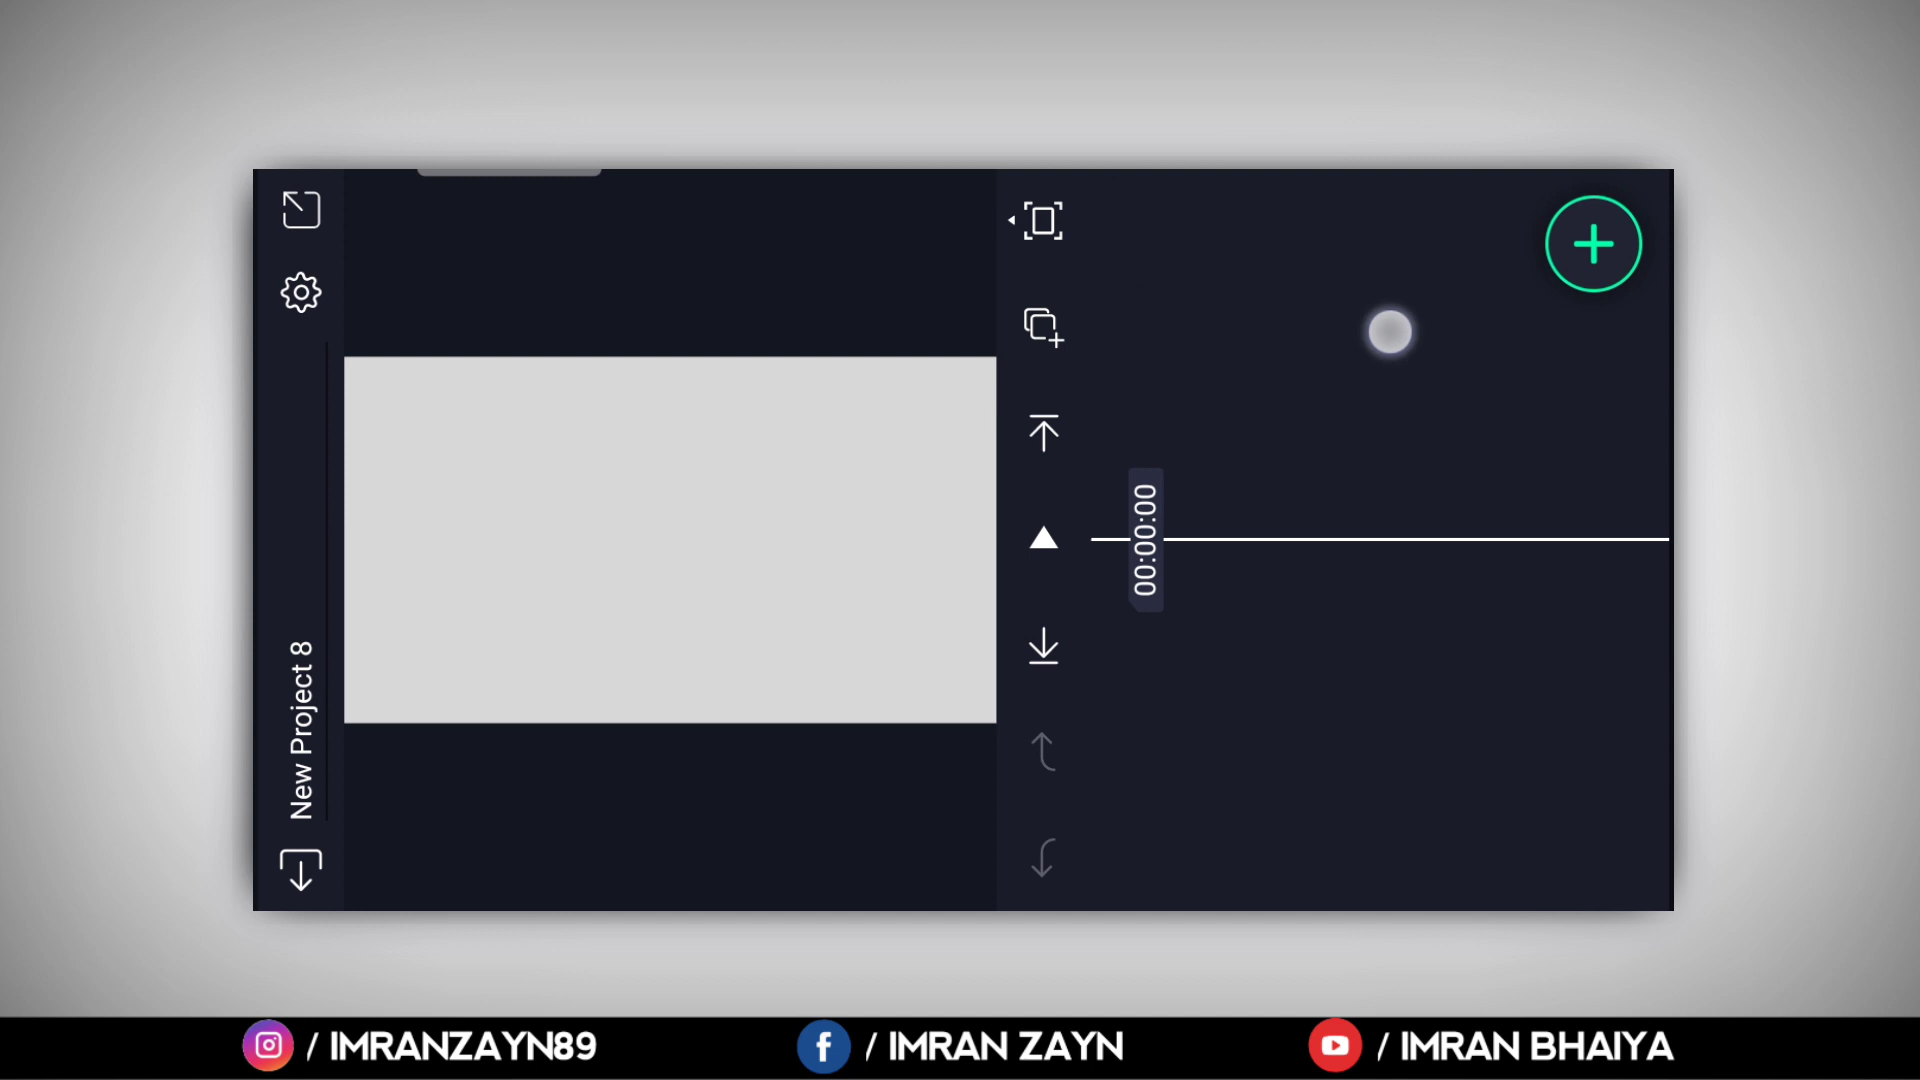 New Project 8
00:00:00
/ IMRANZAYN89
/ IMRAN ZAYN
/ IMRAN BHAIYA